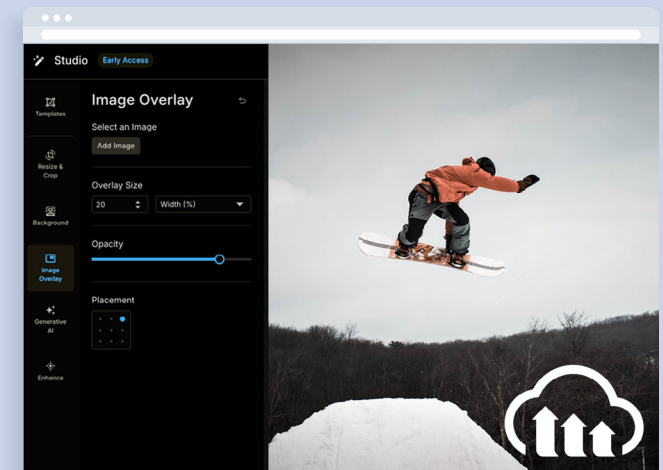 Studio
Early Access
Templates
Resize &
Crop
Background
Image
Overlay
Generative
AI
Enhance
Image Overlay
Select an Image
Add Image
Overlay Size
20
Width (%)
Opacity
Placement